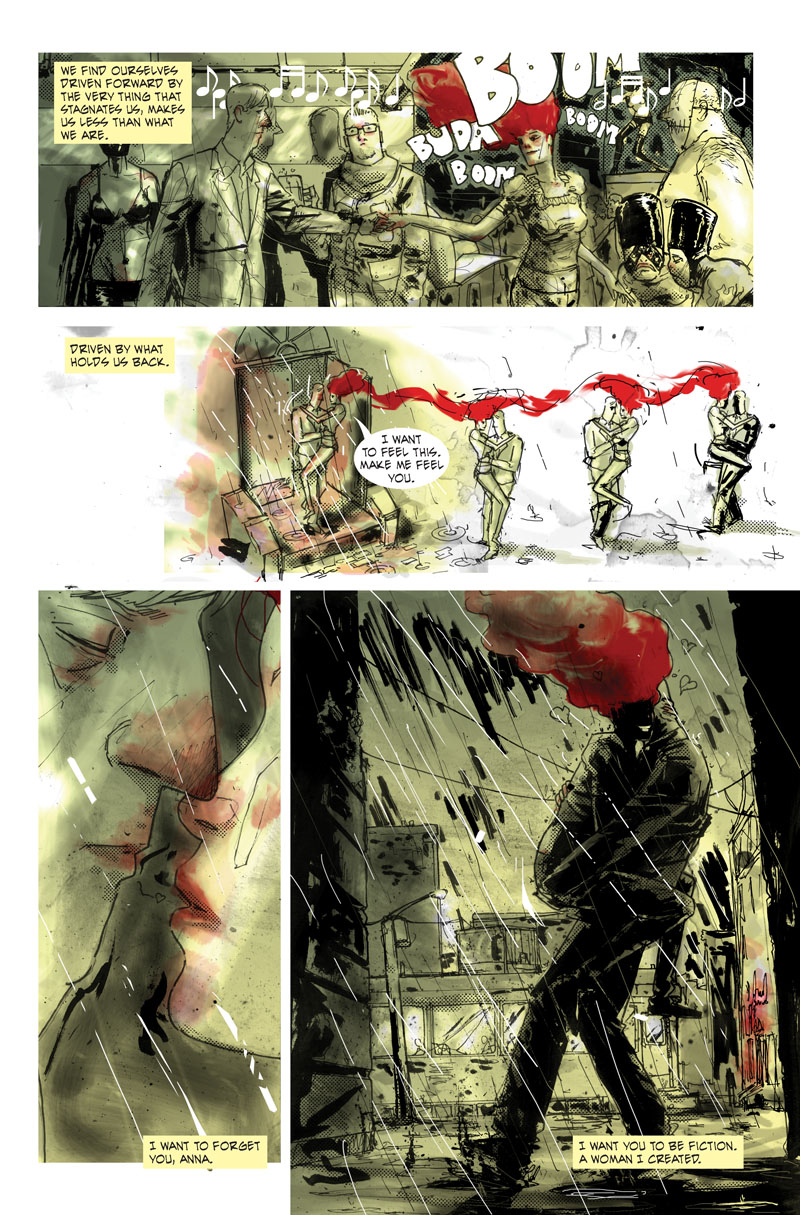 WE FIND OURSELVES
DRIVEN FORWARD BY
THE VERY THING THAT
STAGNATES US, MAKES
US LESS THAN WHAT
WE ARE.
BOOM
BUDA
BOOM
BOOM
DRIVEN BY WHAT
HOLDS US BACK.
I WANT
TO FEEL THIS.
MAKE ME FEEL
YOU.
I WANT TO FORGET
YOU, ANNA.
I WANT YOU TO BE FICTION.
A WOMAN I CREATED.